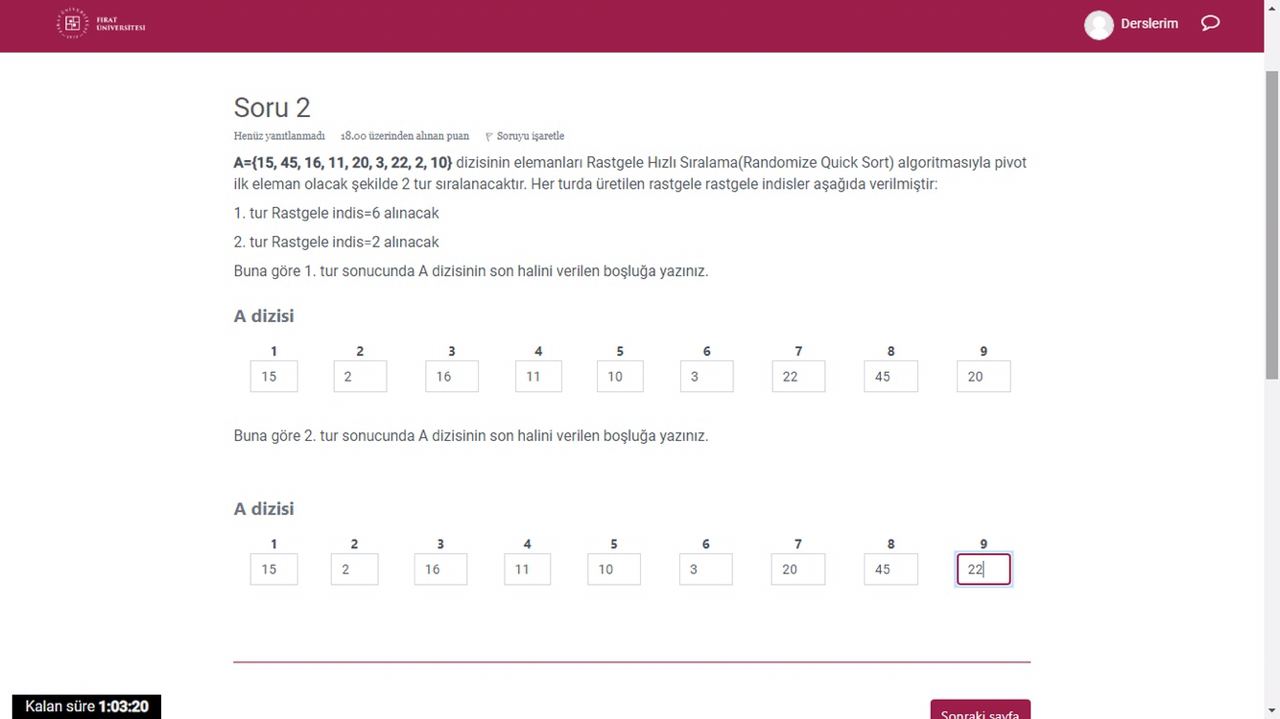 FIRAT
ÜNİVERSİTESİ
Derslerim
Soru 2
Henüz yanıtlanmadı 18.00 üzerinden alınan puan Soruyu işaretle
A={15, 45, 16, 11, 20, 3, 22, 2, 10} dizisinin elemanları Rastgele Hızlı Sıralama(Randomize Quick Sort) algoritmasıyla pivot
ilk eleman olacak şekilde 2 tur sıralanacaktır. Her turda üretilen rastgele rastgele indisler aşağıda verilmiştir:
1. tur Rastgele indis=6 alınacak
2. tur Rastgele indis=2 alınacak
Buna göre 1. tur sonucunda A dizisinin son halini verilen boşluğa yazınız.
A dizisi
1 2 3 4 5 6 7 8 9
15 2 16 11 10 3 22 45 20
Buna göre 2. tur sonucunda A dizisinin son halini verilen boşluğa yazınız.
A dizisi
1 2 3 4 5 6 7 8 9
15 2 16 11 10 3 20 45 22
Kalan süre 1:03:20
Sonraki sayfa